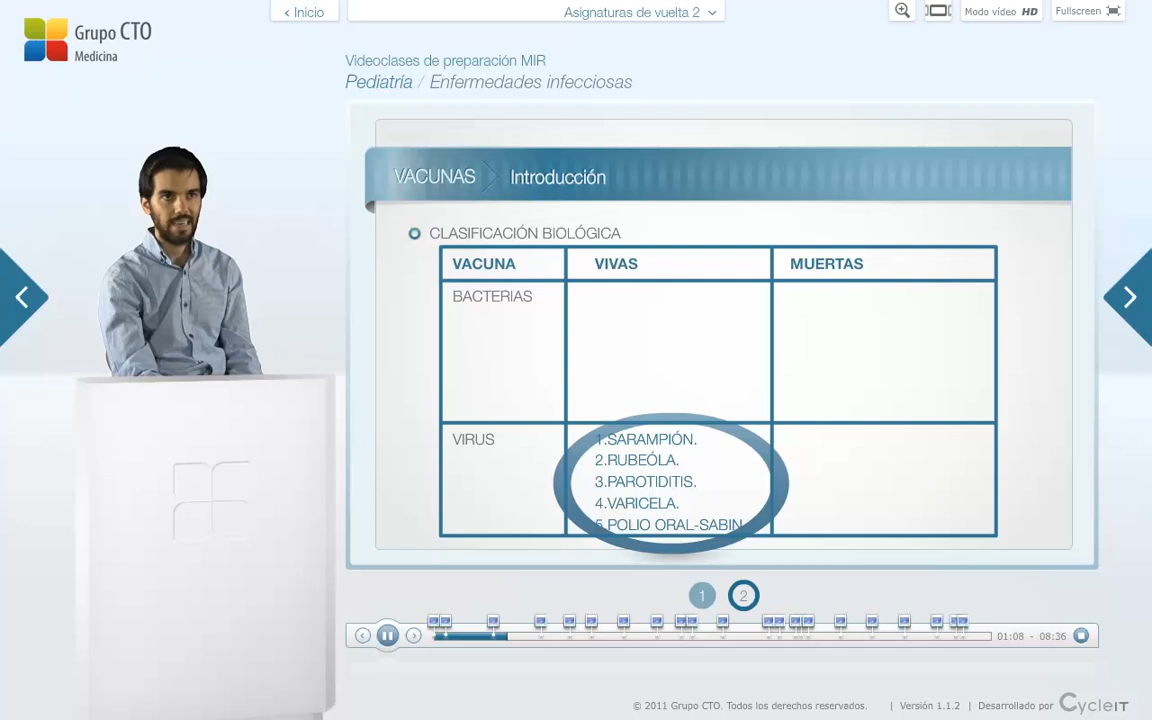 Grupo CTO
Medicina
‹ Inicio
Asignaturas de vuelta 2
Modo vídeo HD
Fullscreen
Videoclases de preparación MIR
Pediatría / Enfermedades infecciosas
VACUNAS Introducción
CLASIFICACIÓN BIOLÓGICA
VACUNA VIVAS MUERTAS
BACTERIAS
VIRUS 1.SARAMPIÓN.
2.RUBEÓLA.
3.PAROTIDITIS.
4.VARICELA.
5.POLIO ORAL-SABIN
1 2
01:08 - 08:36
© 2011 Grupo CTO. Todos los derechos reservados. | Versión 1.1.2 | Desarrollado por CycleIT